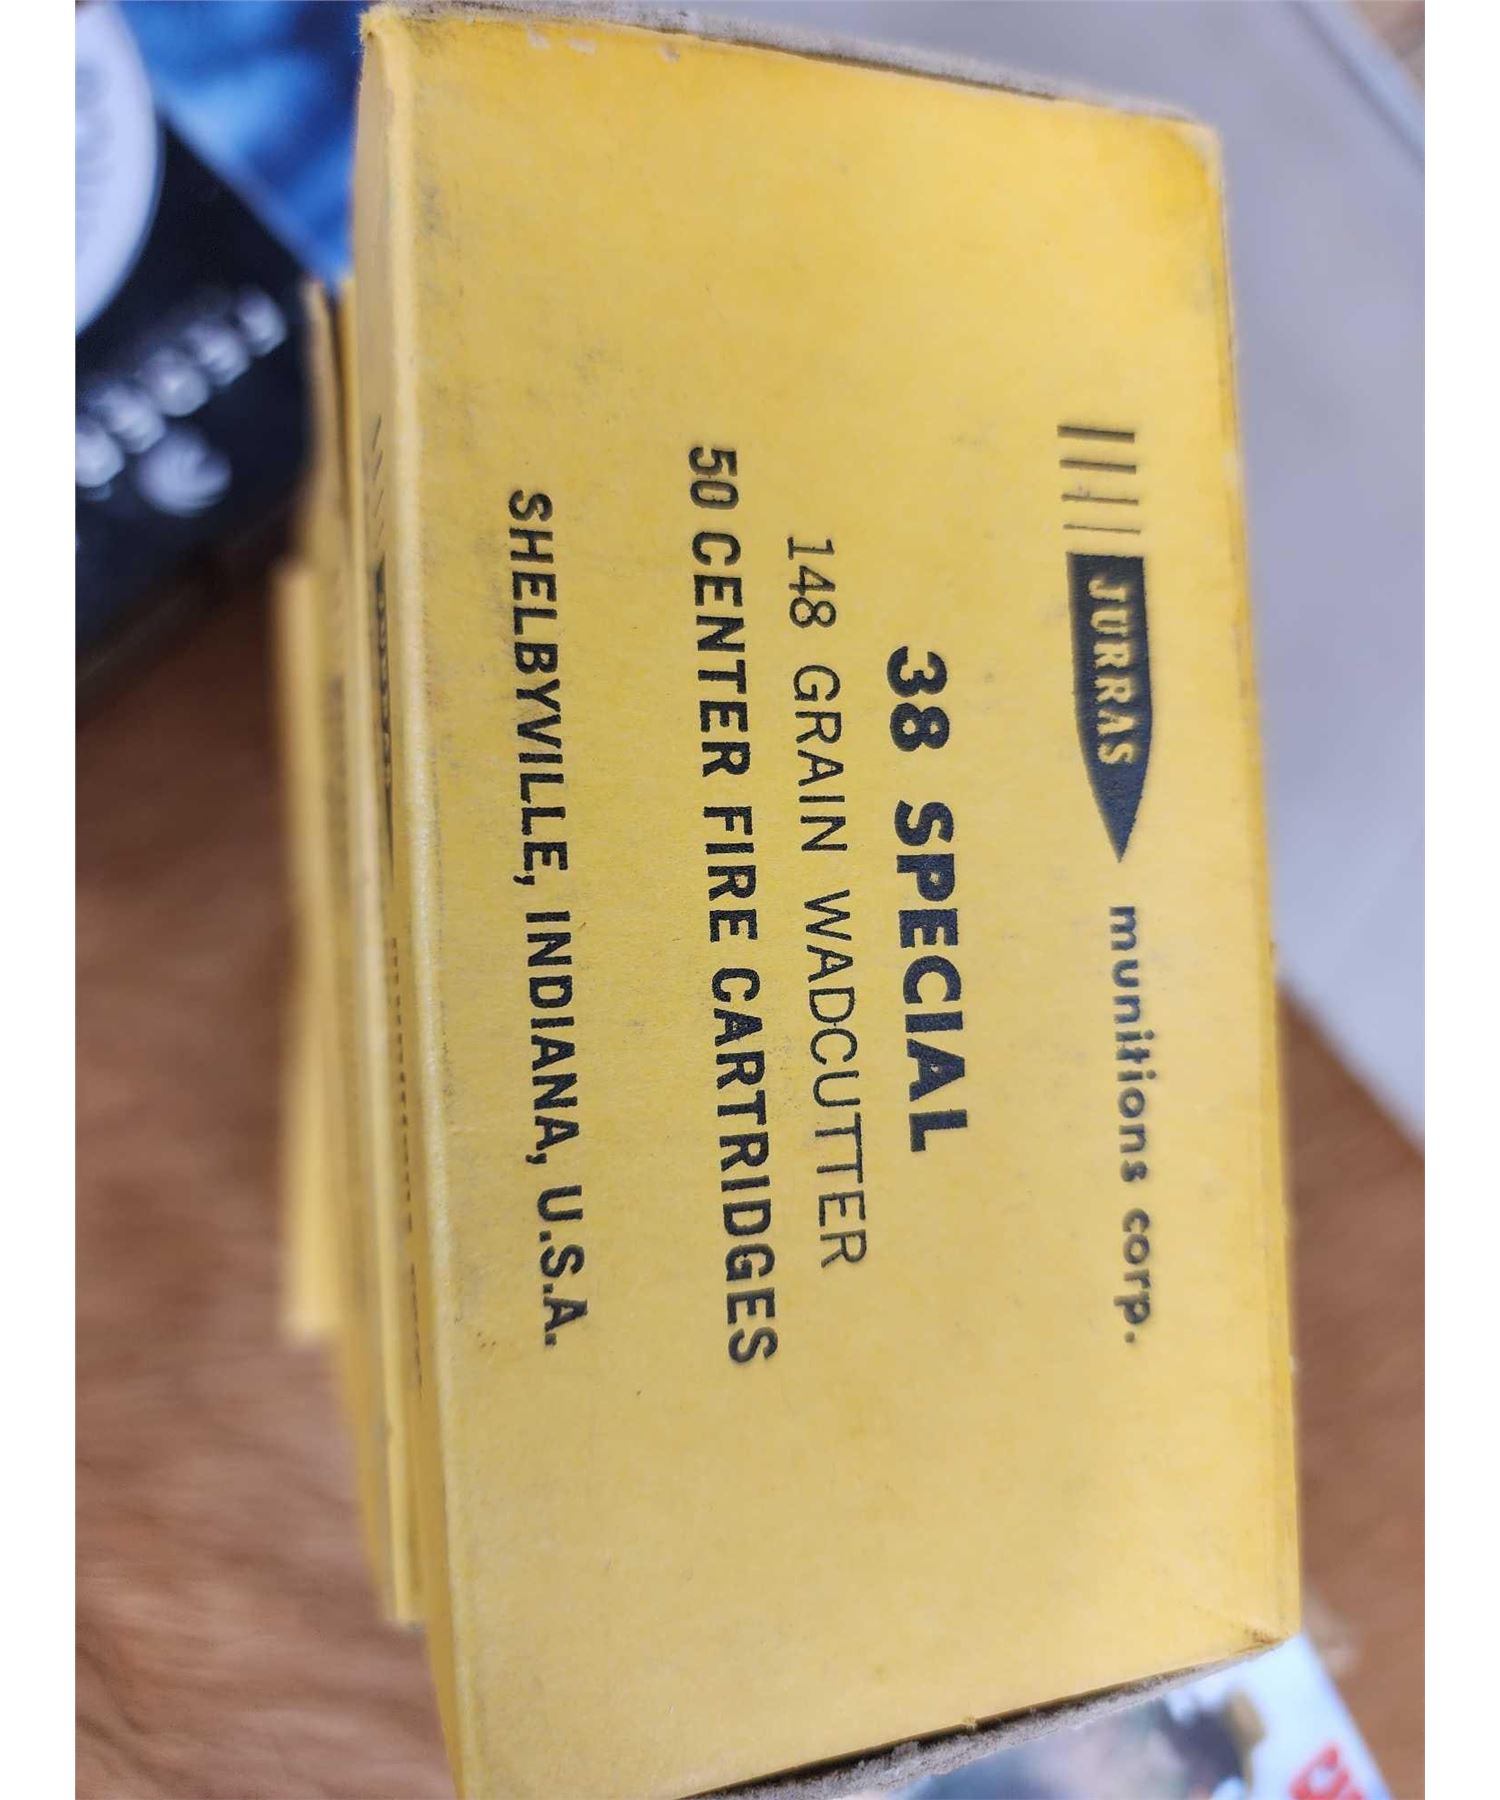 JURRAS munitions corp.
38 SPECIAL
148 GRAIN WADCUTTER
50 CENTER FIRE CARTRIDGES
SHELBYVILLE, INDIANA, U.S.A.